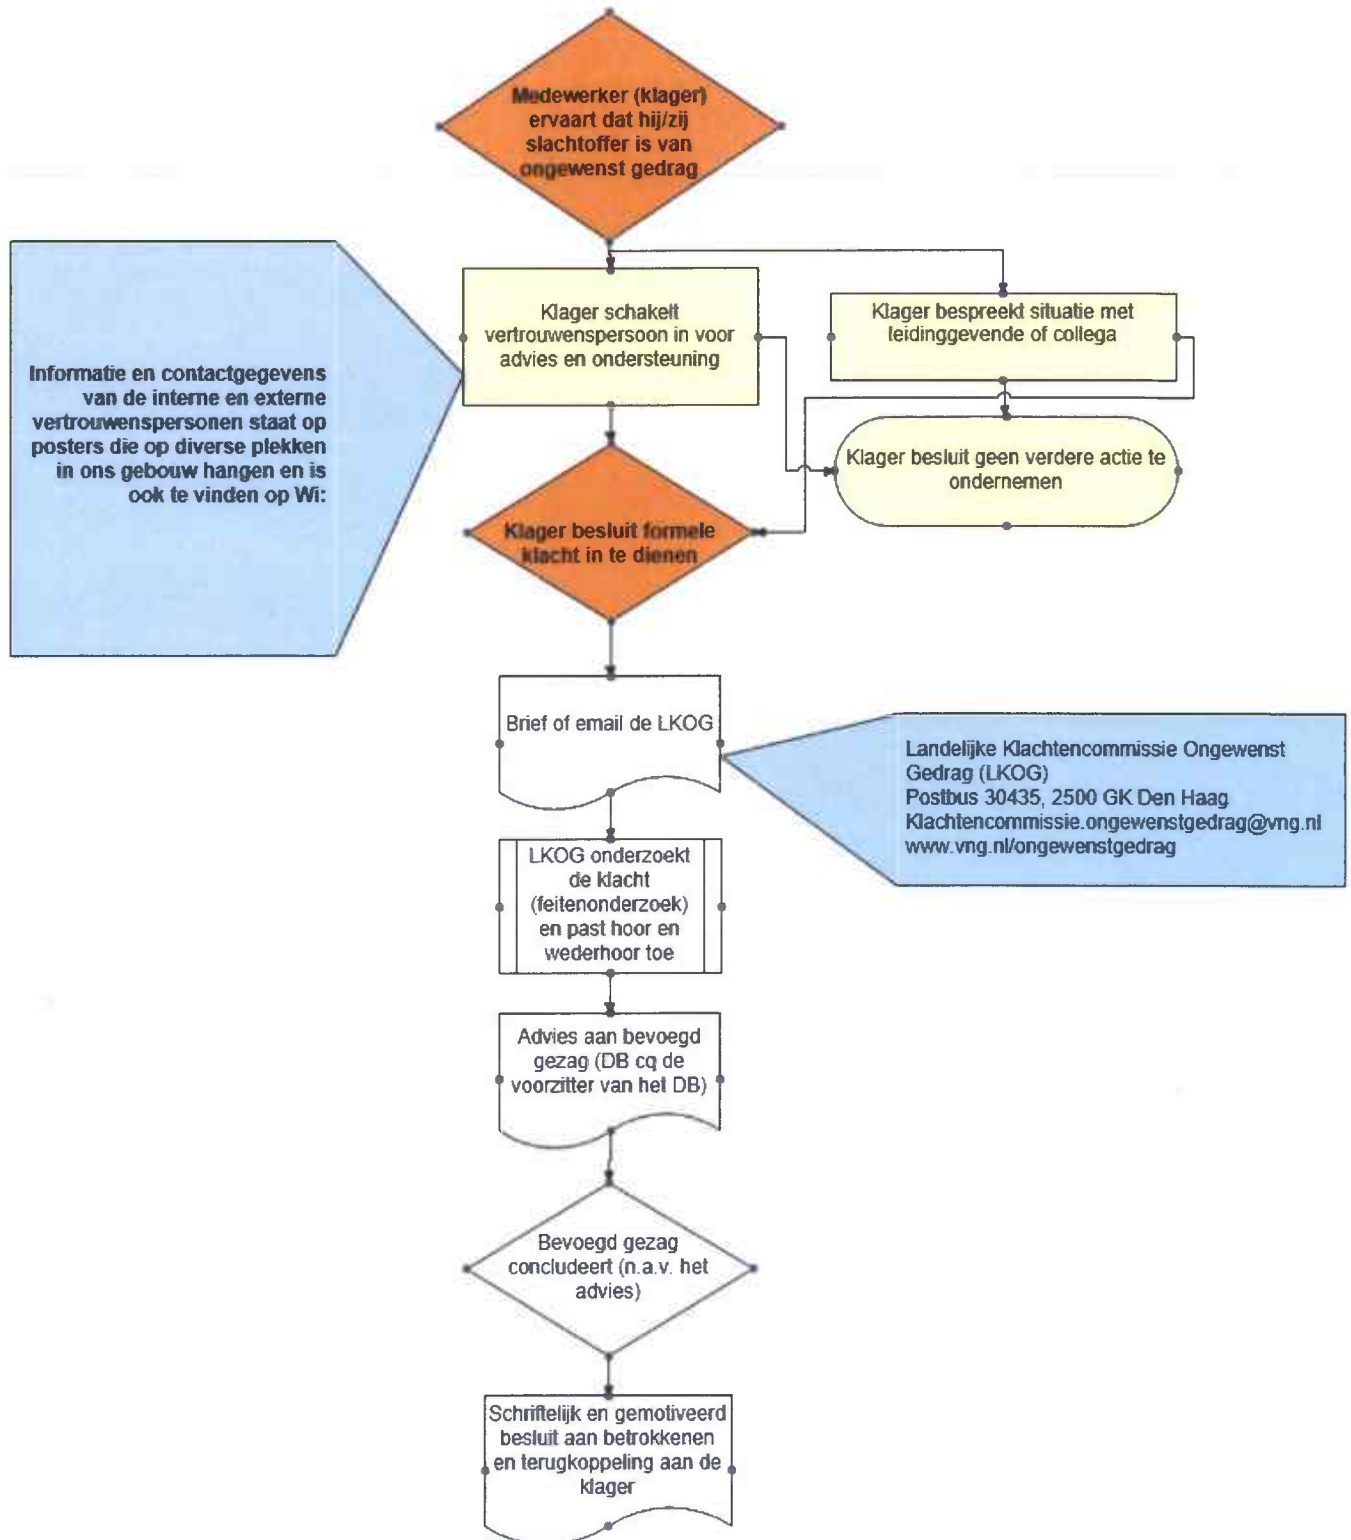 Medewerker (klager)
ervaart dat hij/zij
slachtoffer is van
ongewenst gedrag
Informatie en contactgegevens
van de interne en externe
vertrouwenspersonen staat op
posters die op diverse plekken
in ons gebouw hangen en is
ook te vinden op Wi:
Klager schakelt
vertrouwenspersoon in voor
advies en ondersteuning
Klager bespreekt situatie met
leidinggevende of collega
Klager besluit geen verdere actie te
ondernemen
Klager besluit formele
klacht in te dienen
Brief of email de LKOG
Landelijke Klachtencommissie Ongewenst
Gedrag (LKOG)
Postbus 30435, 2500 GK Den Haag
Klachtencommissie.ongewenstgedrag@vng.nl
www.vng.nl/ongewenstgedrag
LKOG onderzoekt
de klacht
(feitenonderzoek)
en past hoor en
wederhoor toe
Advies aan bevoegd
gezag (DB cq de
voorzitter van het DB)
Bevoegd gezag
concludeert (n.a.v. het
advies)
Schriftelijk en gemotiveerd
besluit aan betrokkenen
en terugkoppeling aan de
klager